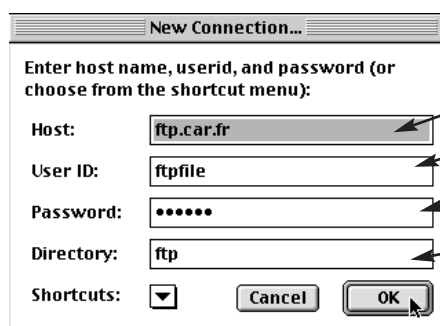 New Connection...
Enter host name, userid, and password (or
choose from the shortcut menu):
Host: ftp.car.fr
User ID: ftpfile
Password: ••••••
Directory: ftp
Shortcuts: Cancel OK